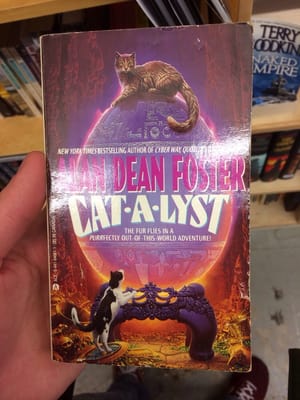 NEW YORK TIMES BESTSELLING AUTHOR OF CYBER WAY,
ALAN DEAN FOSTER
CAT·A·LYST
THE FUR FLIES IN A
PURRFECTLY OUT-OF-THIS-WORLD ADVENTURE!
TERRY
GOODKIND
NAKED
EMPIRE